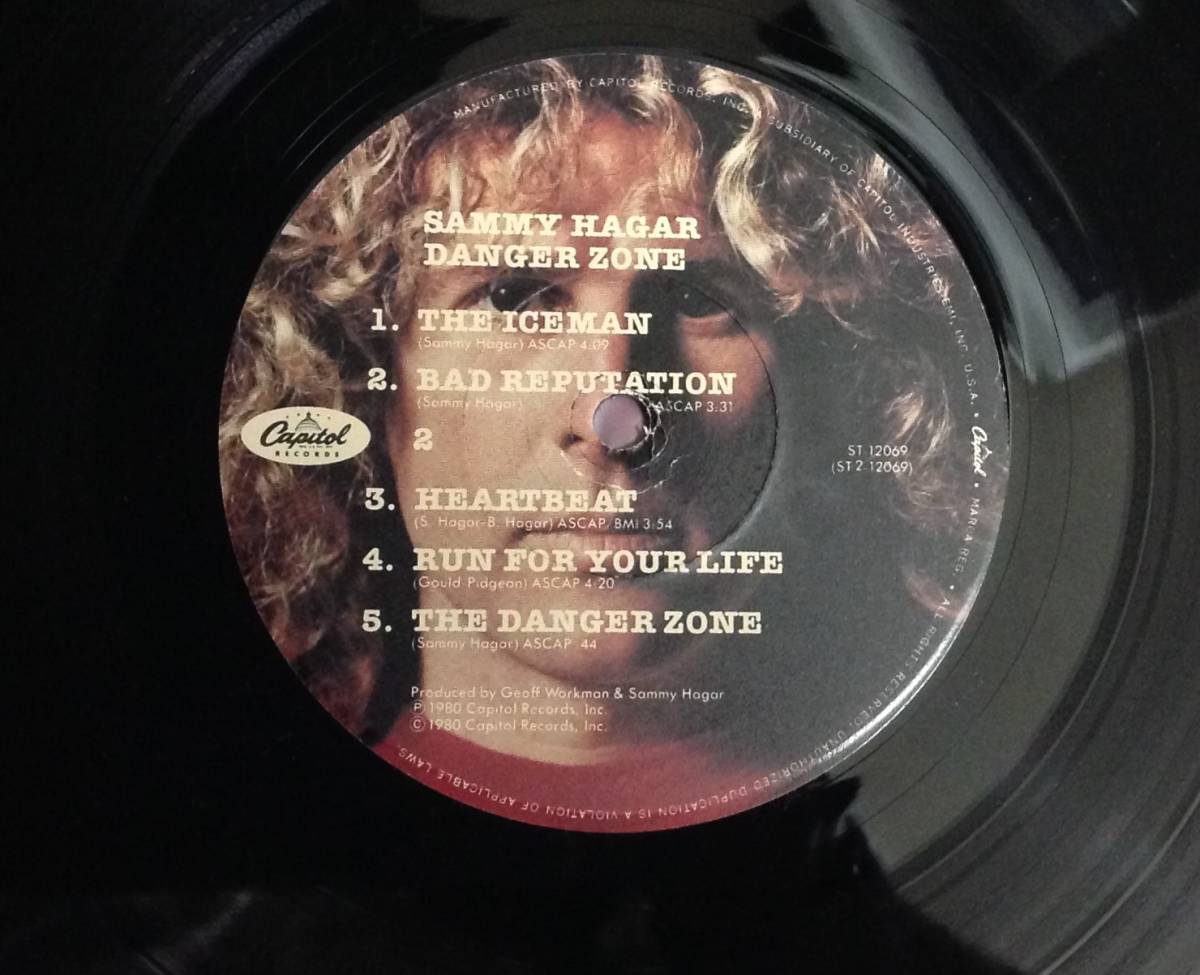 MANUFACTURED BY CAPITOL RECORDS, INC., A SUBSIDIARY OF CAPITOL INDUSTRIES-EMI, INC. U.S.A. • Capitol • MARCA REG. • ALL RIGHTS RESERVED. UNAUTHORIZED DUPLICATION IS A VIOLATION OF APPLICABLE LAWS.
SAMMY HAGAR
DANGER ZONE
1. THE ICEMAN
(Sammy Hagar) ASCAP 4:09
2. BAD REPUTATION
(Sammy Hagar) ASCAP 3:31
Capitol
RECORDS
2
ST 12069
(ST 2-12069)
3. HEARTBEAT
(S. Hagar-B. Hagar) ASCAP/BMI 3:54
4. RUN FOR YOUR LIFE
(Gould-Pidgeon) ASCAP 4:20
5. THE DANGER ZONE
(Sammy Hagar) ASCAP :44
Produced by Geoff Workman & Sammy Hagar
℗ 1980 Capitol Records, Inc.
© 1980 Capitol Records, Inc.